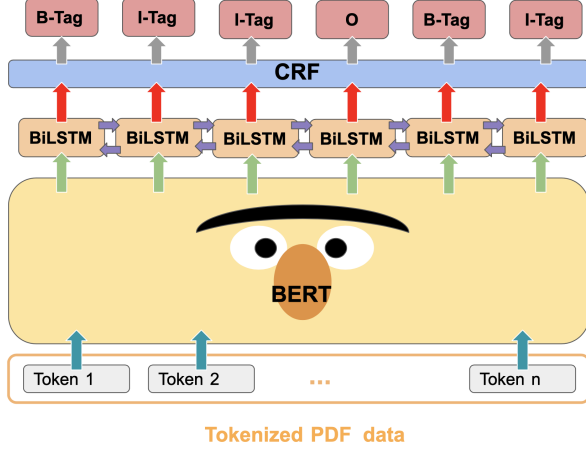 B-Tag I-Tag I-Tag O B-Tag I-Tag
CRF
BiLSTM BiLSTM BiLSTM BiLSTM BiLSTM BiLSTM
BERT
Token 1 Token 2 ... Token n
Tokenized PDF data